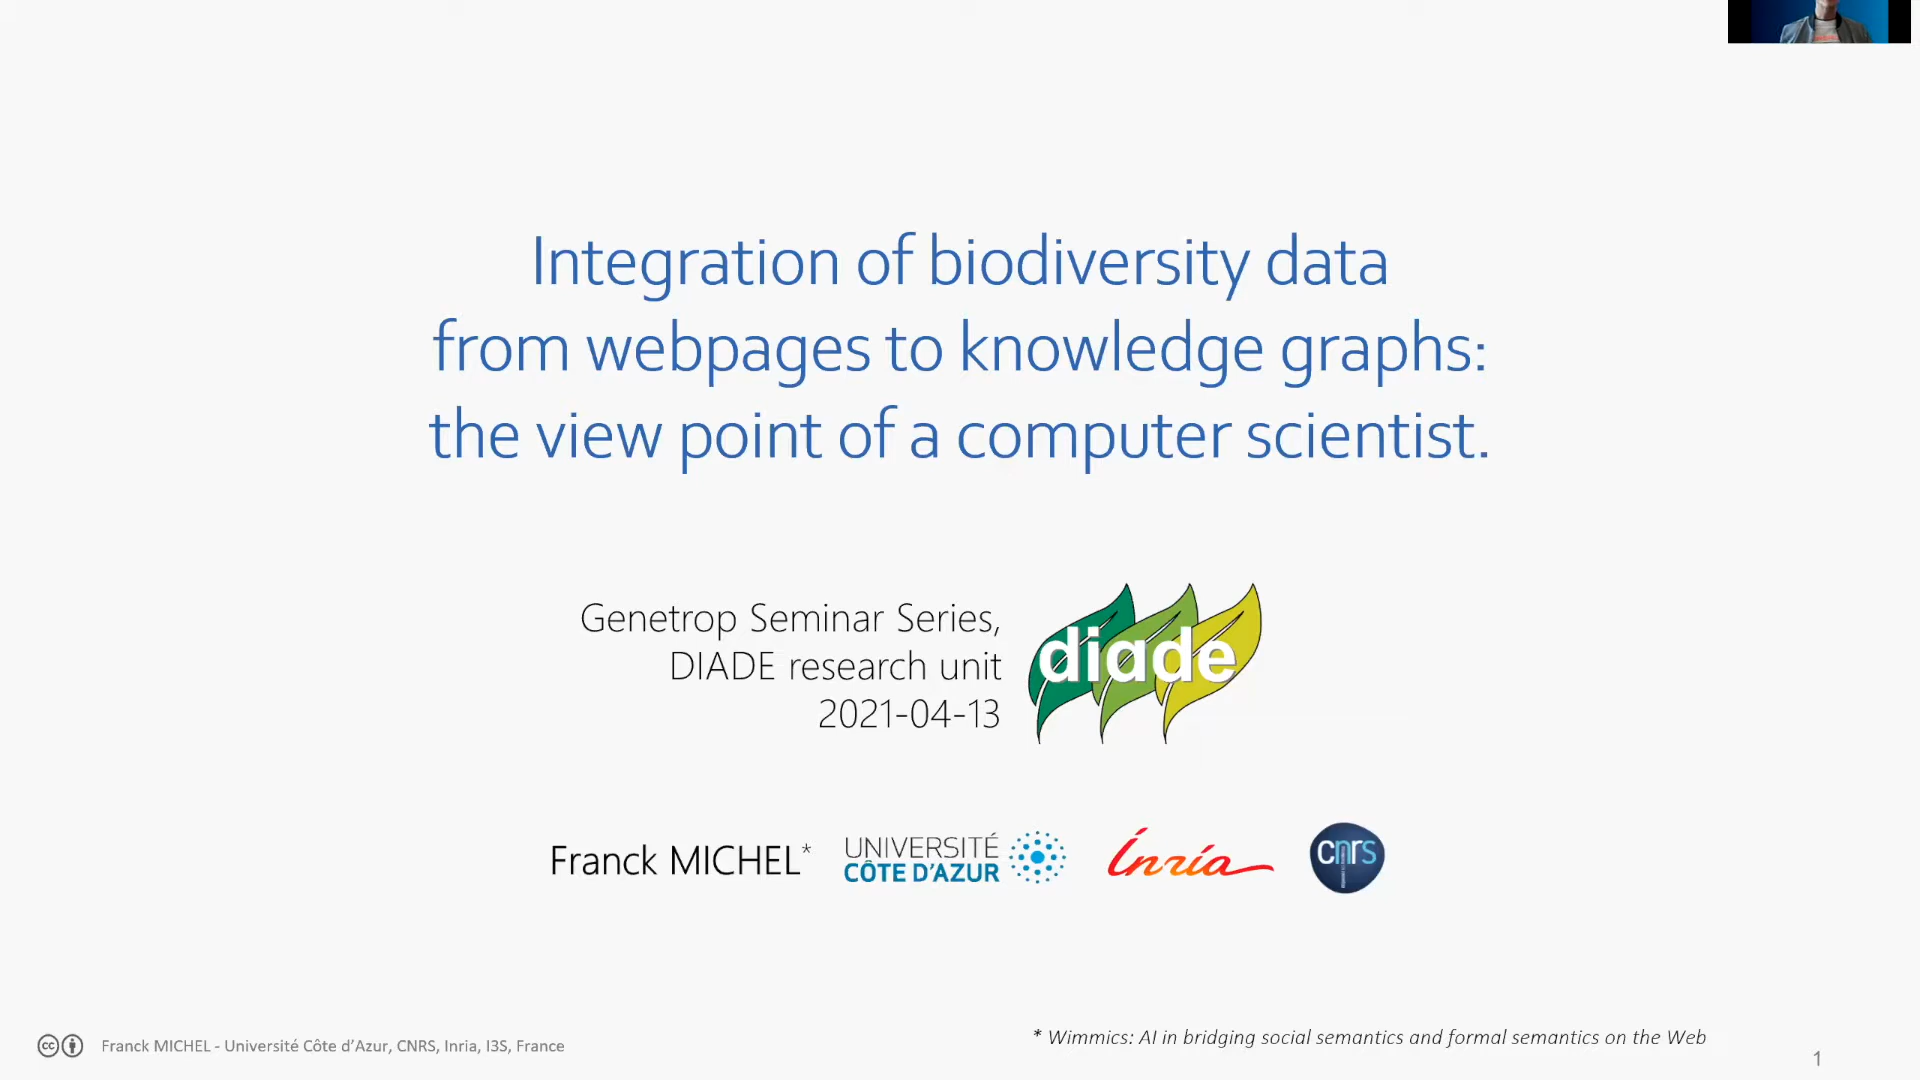 Integration of biodiversity data
from webpages to knowledge graphs:
the view point of a computer scientist.
Genetrop Seminar Series,
DIADE research unit
2021-04-13
diade
Franck MICHEL*
UNIVERSITÉ
CÔTE D'AZUR
Inria
cnrs
* Wimmics: AI in bridging social semantics and formal semantics on the Web
cc
Franck MICHEL - Université Côte d'Azur, CNRS, Inria, I3S, France
1